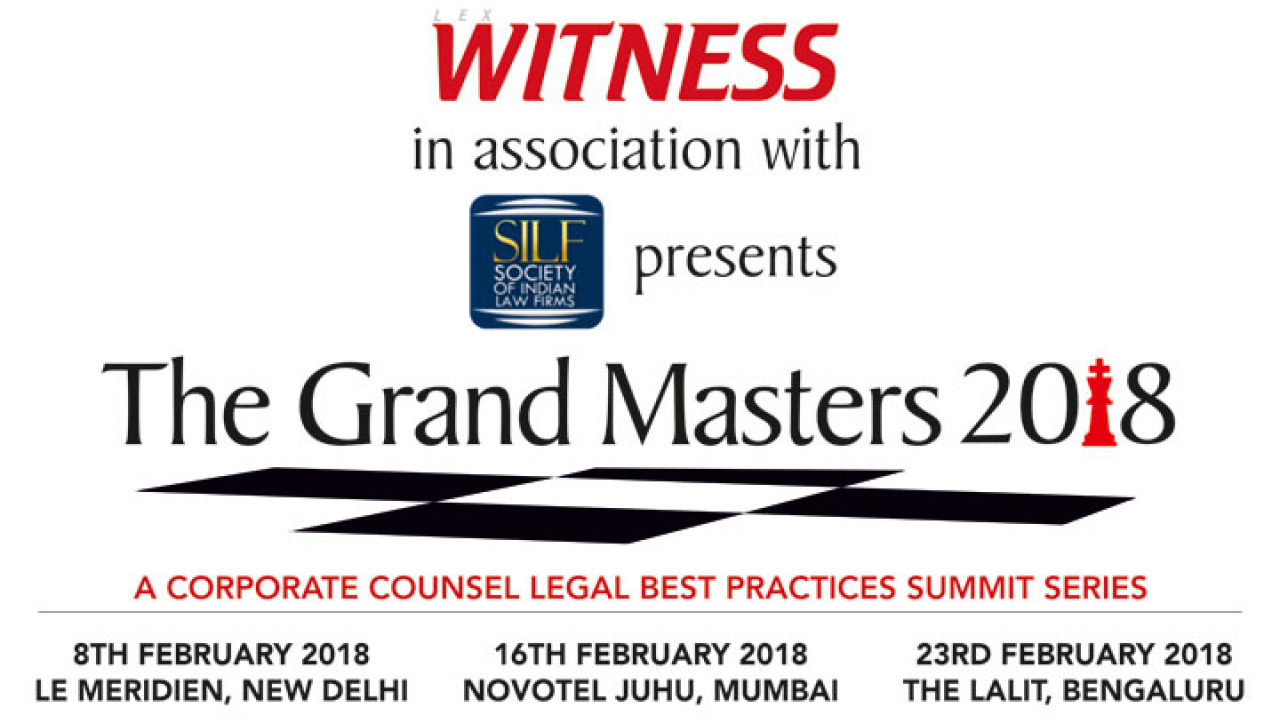 LEX
WITNESS
in association with
SILF
SOCIETY
OF INDIAN
LAW FIRMS
presents
The Grand Masters 2018
A CORPORATE COUNSEL LEGAL BEST PRACTICES SUMMIT SERIES
8TH FEBRUARY 2018
LE MERIDIEN, NEW DELHI
16TH FEBRUARY 2018
NOVOTEL JUHU, MUMBAI
23RD FEBRUARY 2018
THE LALIT, BENGALURU